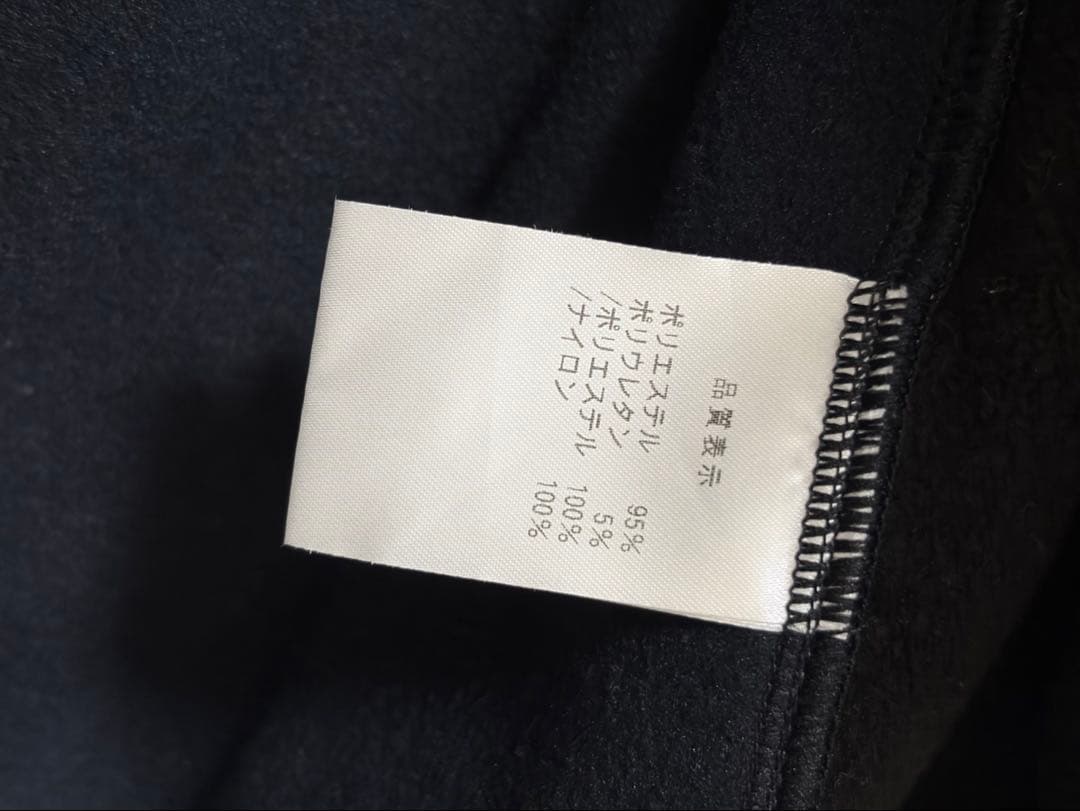 品質表示
ポリエステル 95%
ポリウレタン 5%
/ポリエステル 100%
/ナイロン 100%